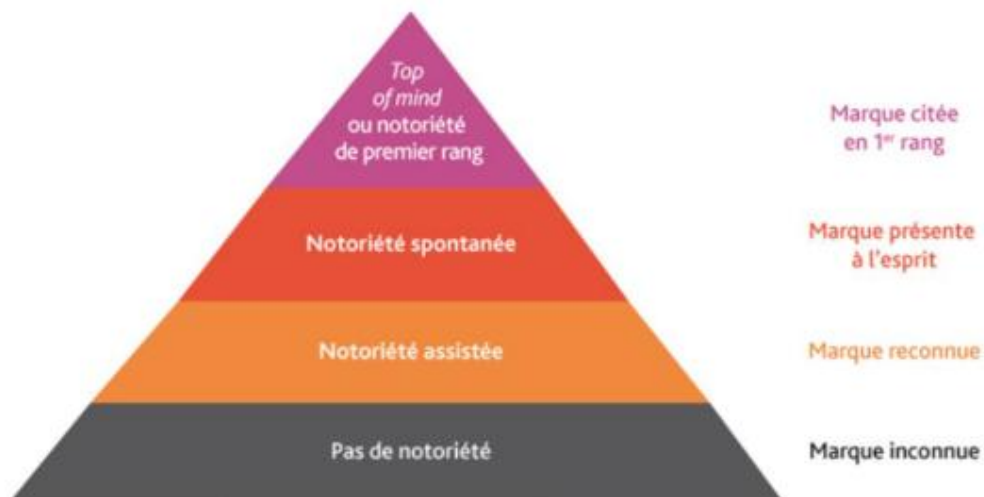 Top
of mind
ou notoriété
de premier rang
Marque citée
en 1er rang
Notoriété spontanée
Marque présente
à l'esprit
Notoriété assistée
Marque reconnue
Pas de notoriété
Marque inconnue